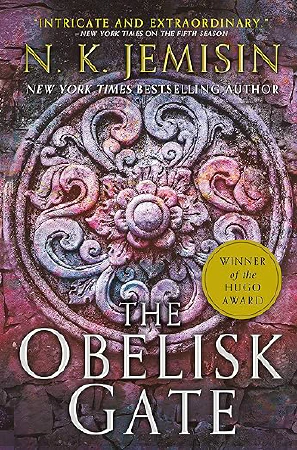 "INTRICATE AND EXTRAORDINARY."
—NEW YORK TIMES ON THE FIFTH SEASON
N. K. JEMISIN
NEW YORK TIMES BESTSELLING AUTHOR
WINNER
of the
HUGO
AWARD
THE
OBELISK
GATE